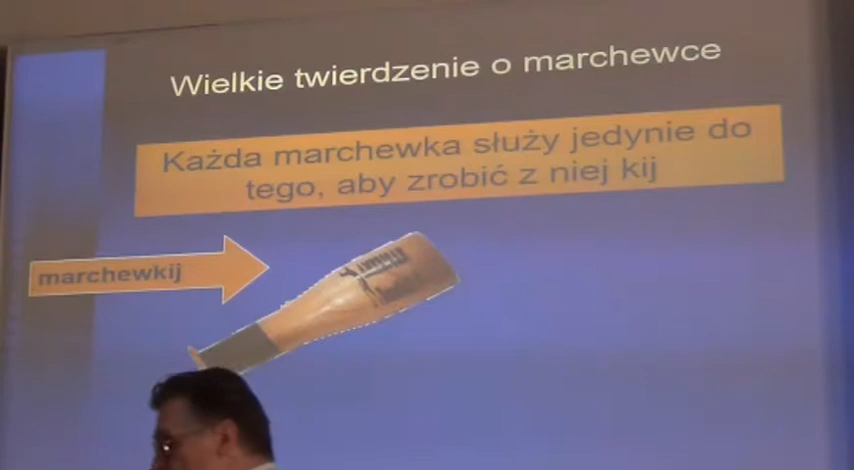 Wielkie twierdzenie o marchewce
Każda marchewka służy jedynie do
tego, aby zrobić z niej kij
marchewkij